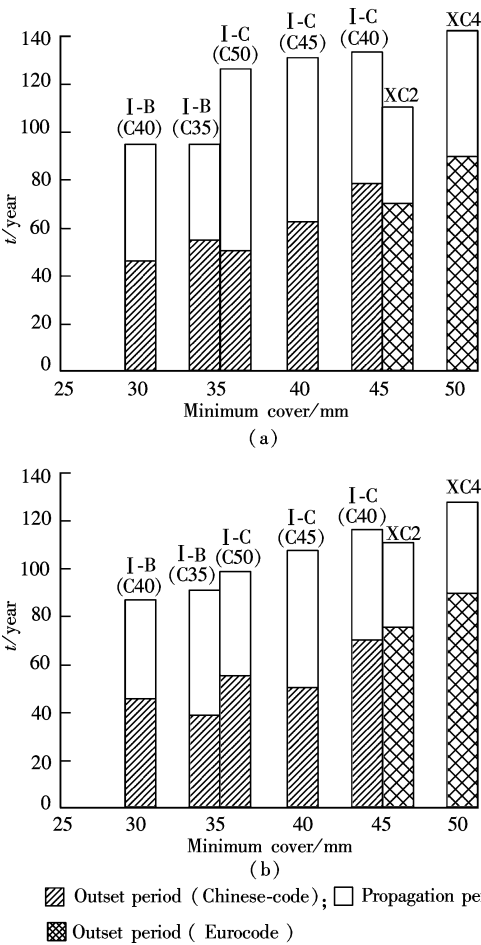 140
120
100
80
60
40
20
0
t/year
I-B
(C40)
I-B
(C35)
I-C
(C50)
I-C
(C45)
I-C
(C40)
XC2
XC4
25 30 35 40 45 50
Minimum cover/mm
(a)
140
120
100
80
60
40
20
0
t/year
I-B
(C40)
I-B
(C35)
I-C
(C50)
I-C
(C45)
I-C
(C40)
XC2
XC4
25 30 35 40 45 50
Minimum cover/mm
(b)
Outset period (Chinese-code); Propagation pe
Outset period ( Eurocode )